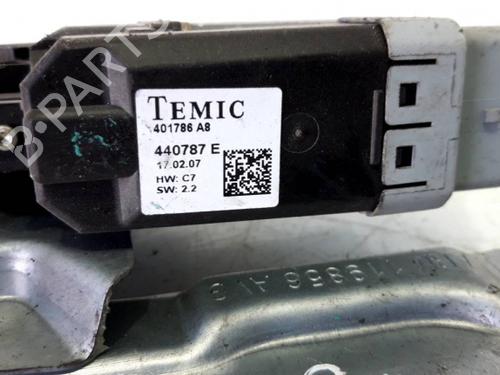 B-PARTS
TEMIC
401786 A8
440787 E
17.02.07
HW: C7
SW: 2.2